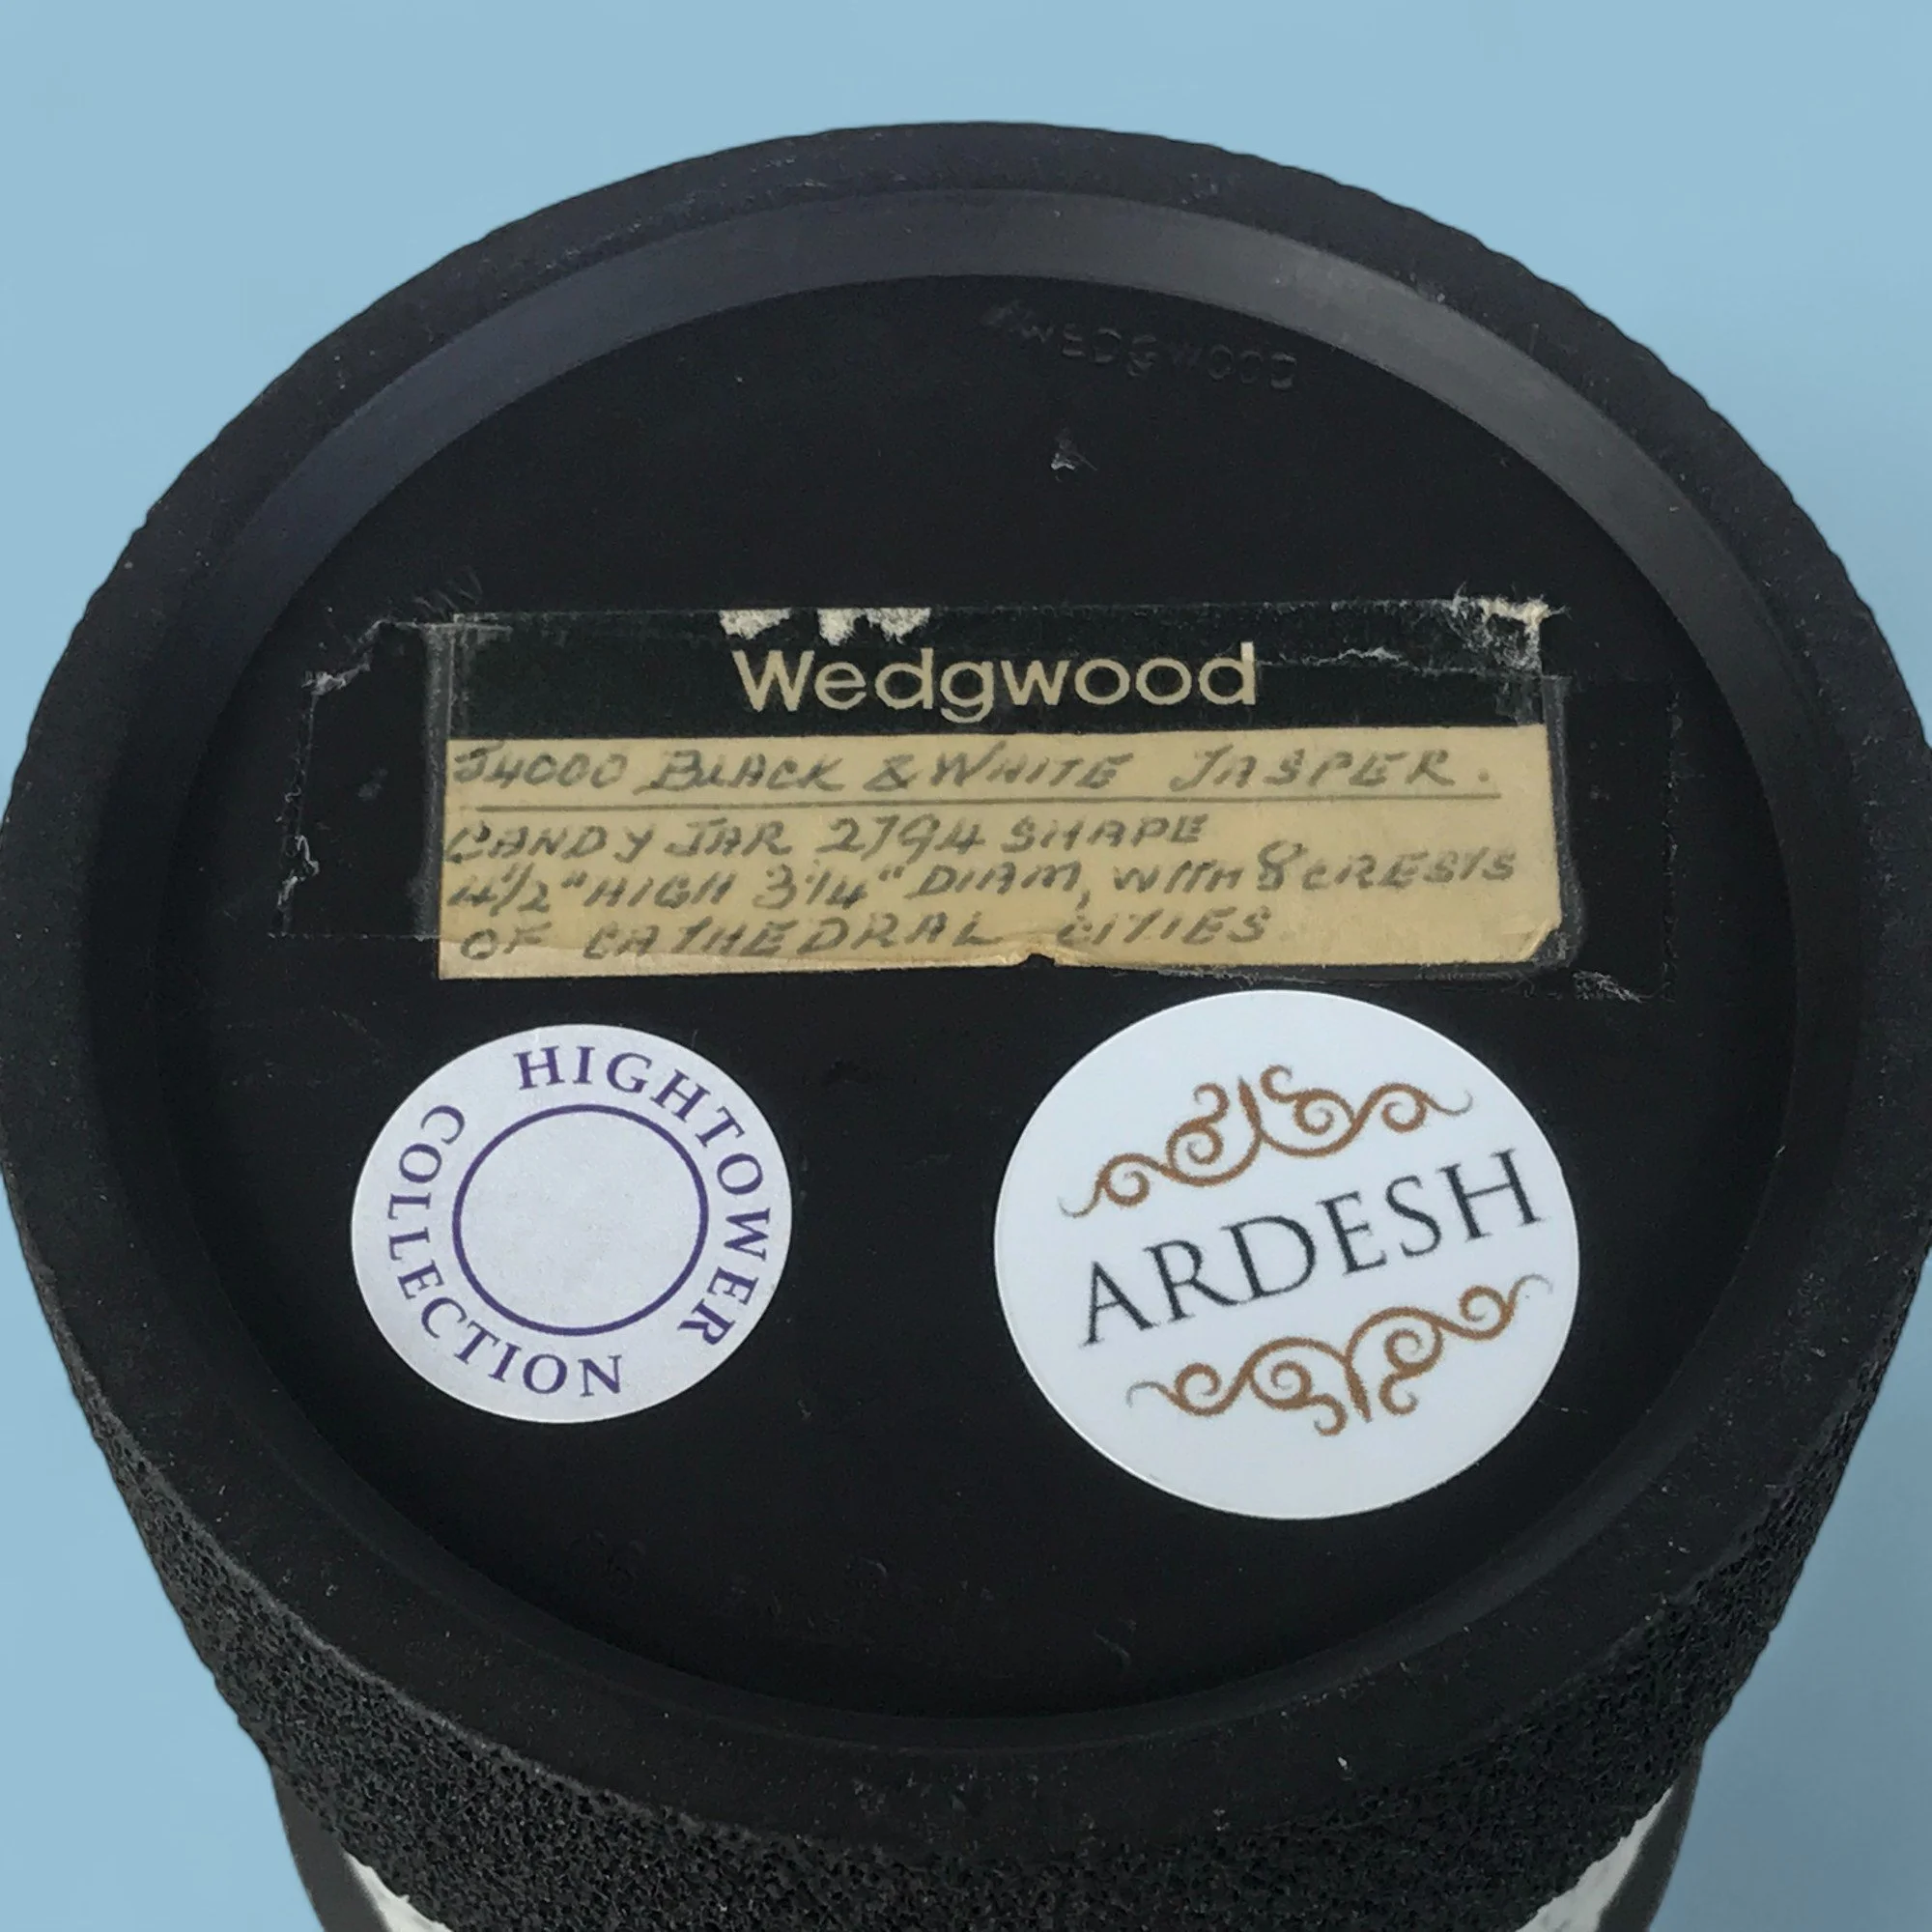 WEDGWOOD
Wedgwood
J4000 BLACK & WHITE JASPER.
CANDY JAR 2794 SHAPE
4½" HIGH 3¼" DIAM, WITH 8 CRESTS
OF CATHEDRAL CITIES
HIGHTOWER
COLLECTION
ARDESH